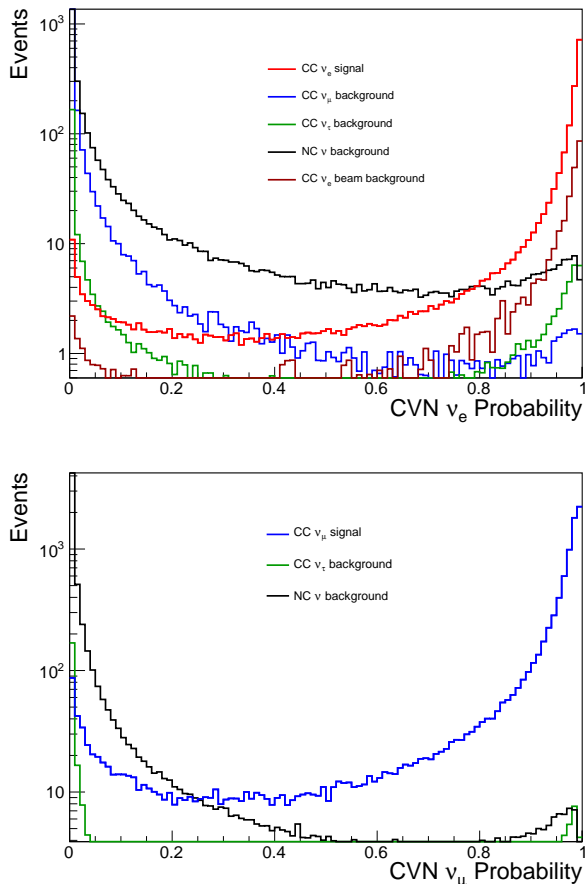 Events
10³
10²
10
1
CC νe signal
CC νμ background
CC ντ background
NC ν background
CC νe beam background
0 0.2 0.4 0.6 0.8 1
CVN νe Probability
Events
10³
10²
10
CC νμ signal
CC ντ background
NC ν background
0 0.2 0.4 0.6 0.8 1
CVN νμ Probability